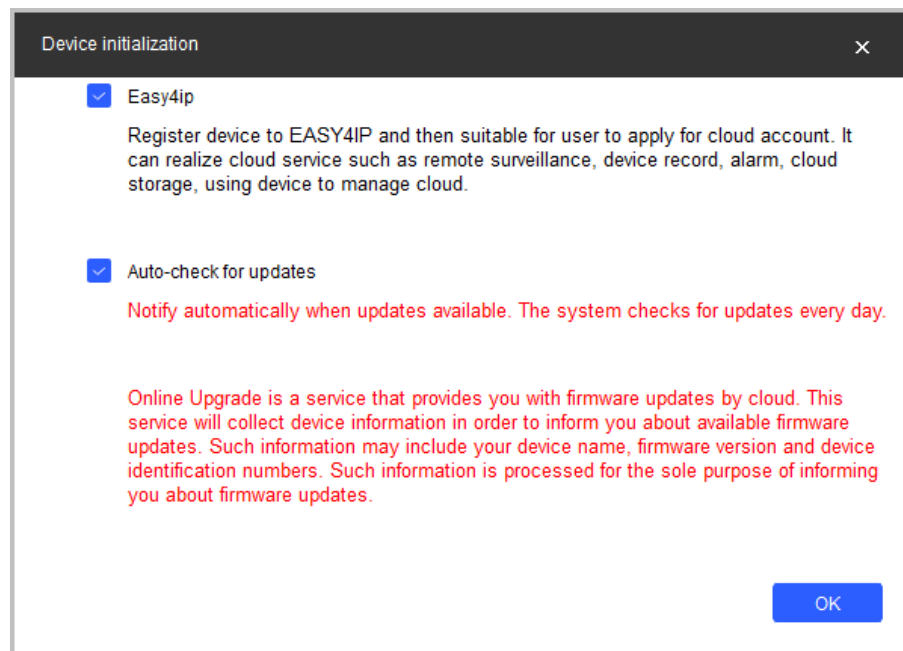 Device initialization
Easy4ip
Register device to EASY4IP and then suitable for user to apply for cloud account. It
can realize cloud service such as remote surveillance, device record, alarm, cloud
storage, using device to manage cloud.
Auto-check for updates
Notify automatically when updates available. The system checks for updates every day.
Online Upgrade is a service that provides you with firmware updates by cloud. This
service will collect device information in order to inform you about available firmware
updates. Such information may include your device name, firmware version and device
identification numbers. Such information is processed for the sole purpose of informing
you about firmware updates.
OK